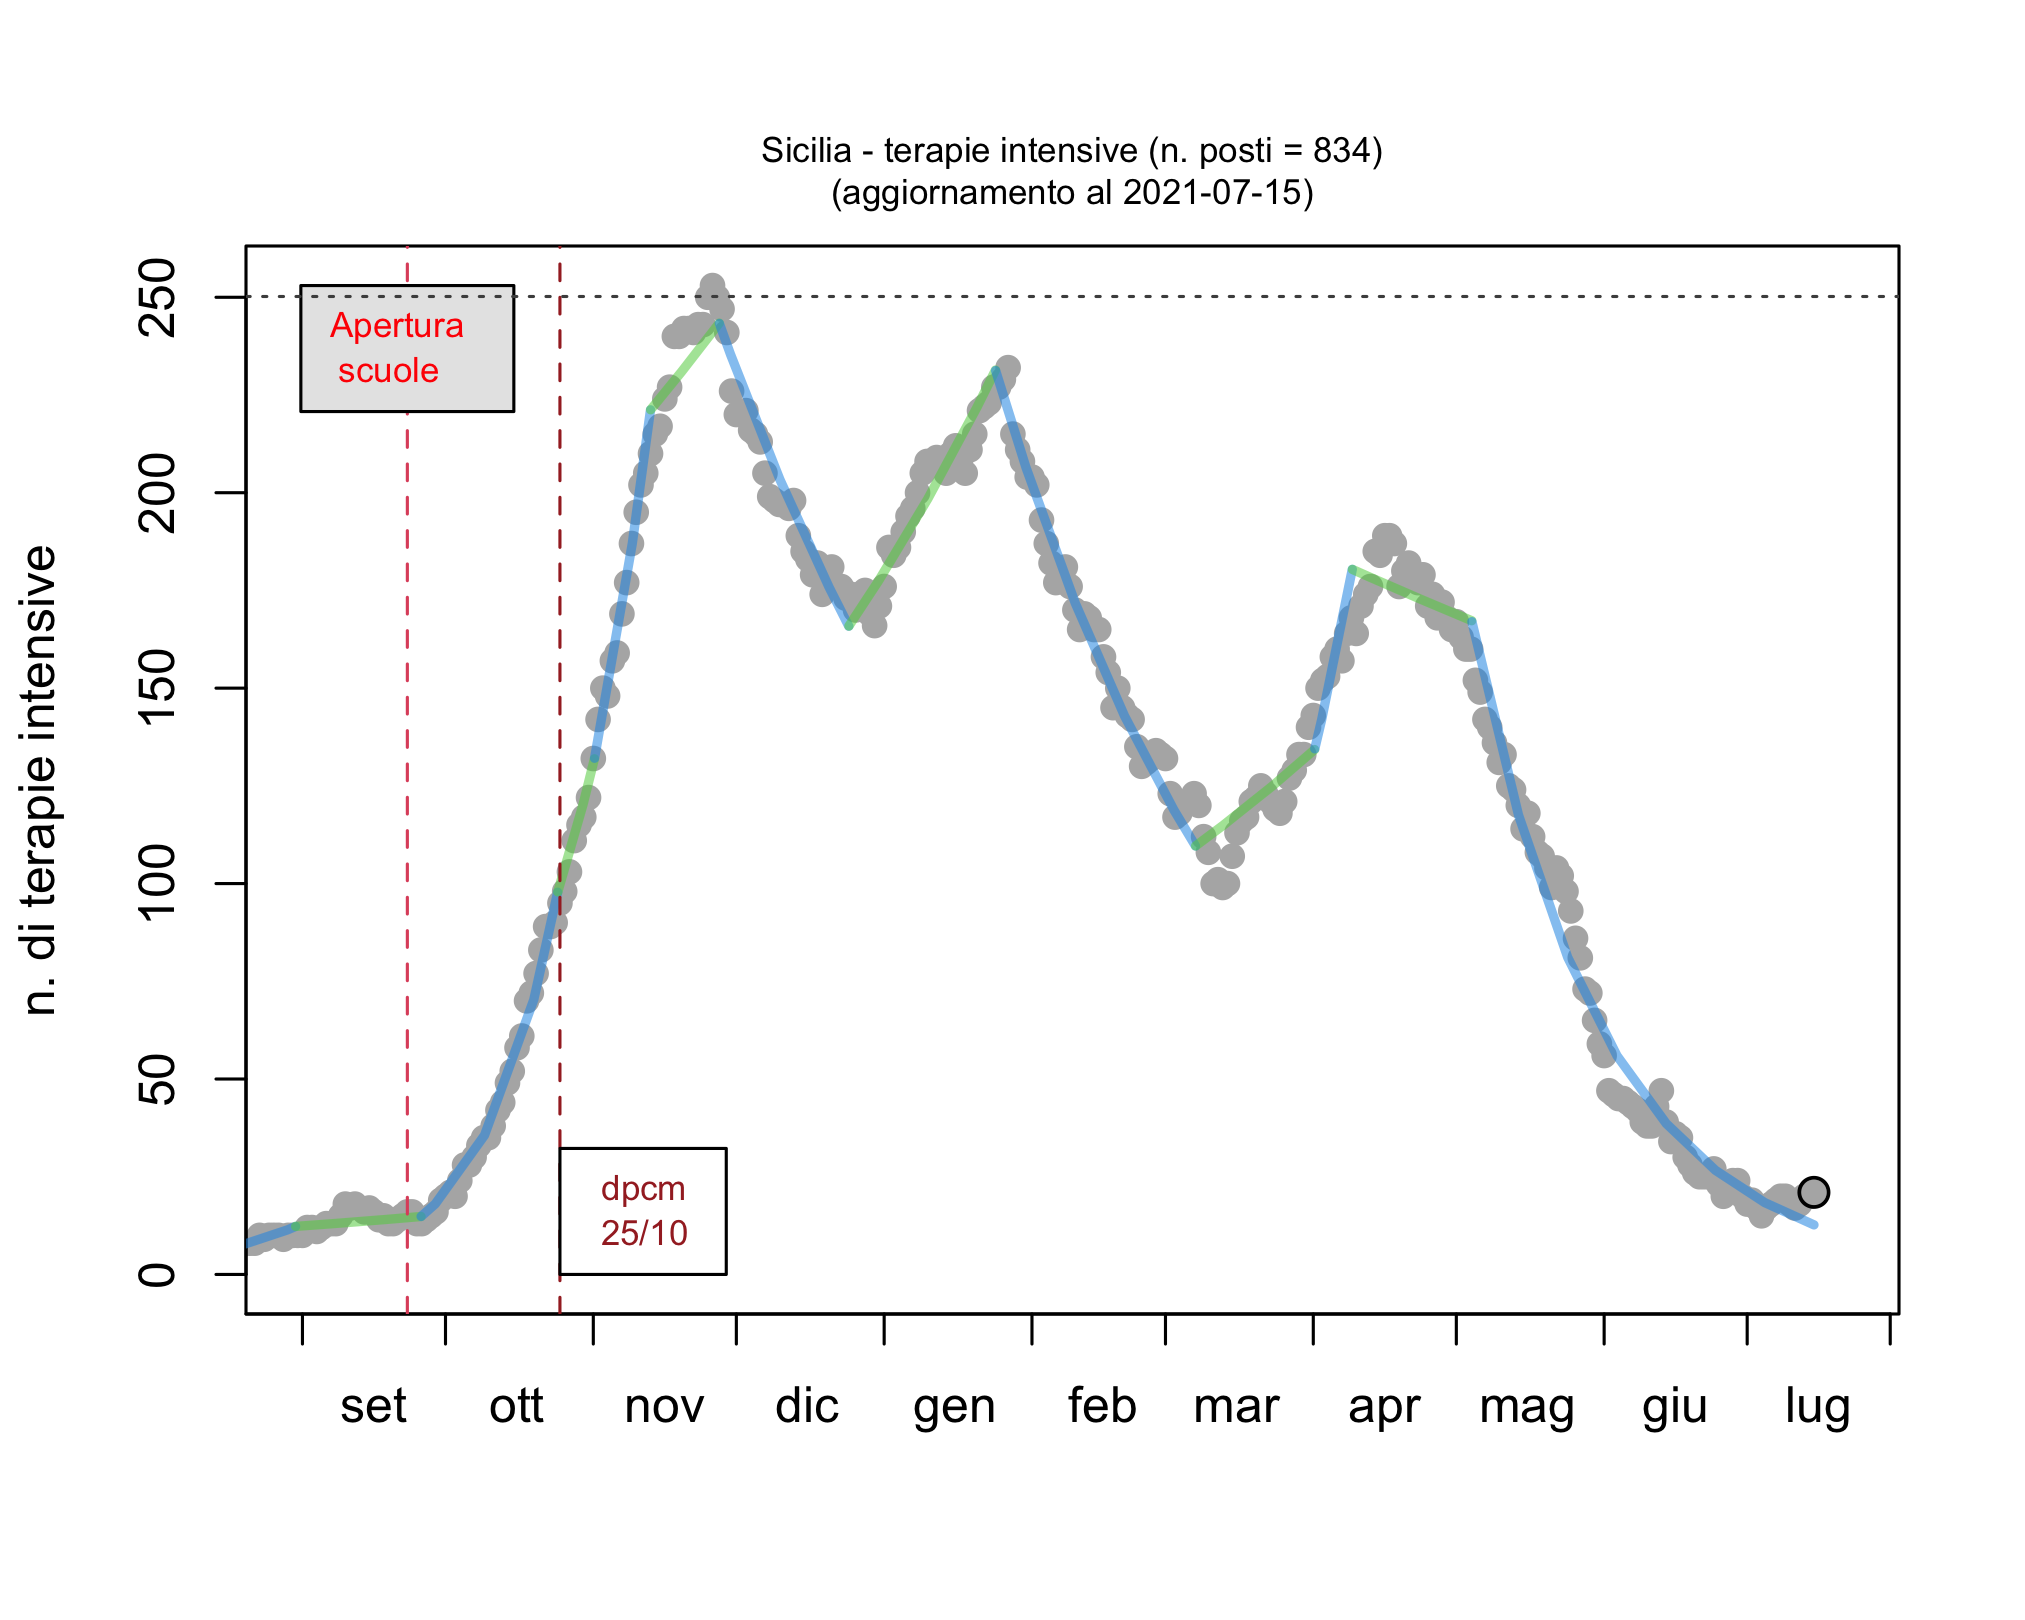 Sicilia - terapie intensive (n. posti = 834)
(aggiornamento al 2021-07-15)
n. di terapie intensive
250
200
150
100
50
0
Apertura
scuole
dpcm
25/10
set ott nov dic gen feb mar apr mag giu lug